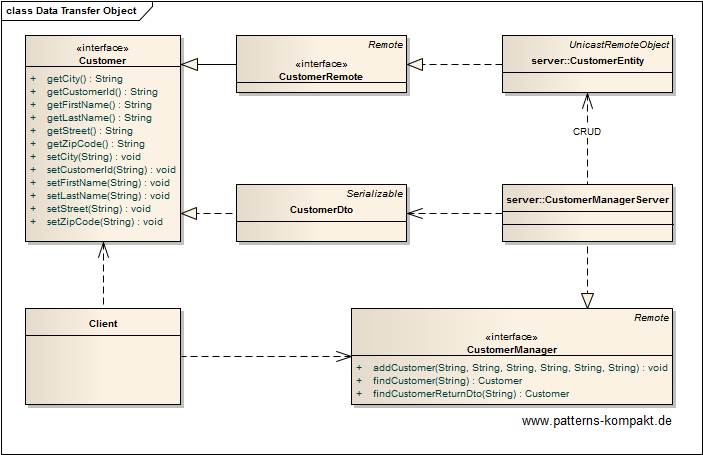 class Data Transfer Object
«interface»
Customer
+ getCity() : String
+ getCustomerId() : String
+ getFirstName() : String
+ getLastName() : String
+ getStreet() : String
+ getZipCode() : String
+ setCity(String) : void
+ setCustomerId(String) : void
+ setFirstName(String) : void
+ setLastName(String) : void
+ setStreet(String) : void
+ setZipCode(String) : void
Remote
«interface»
CustomerRemote
UnicastRemoteObject
server::CustomerEntity
CRUD
Serializable
CustomerDto
server::CustomerManagerServer
Client
Remote
«interface»
CustomerManager
+ addCustomer(String, String, String, String, String, String) : void
+ findCustomer(String) : Customer
+ findCustomerReturnDto(String) : Customer
www.patterns-kompakt.de